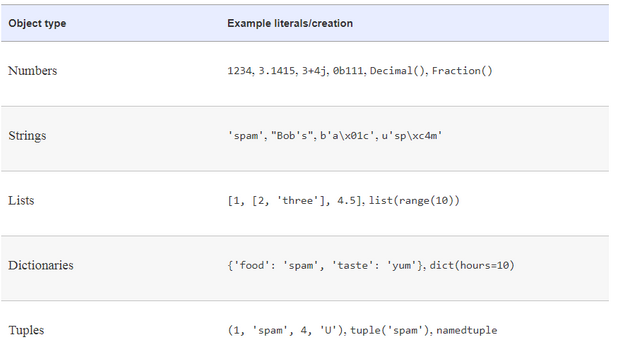 Object type Example literals/creation
Numbers 1234, 3.1415, 3+4j, 0b111, Decimal(), Fraction()
Strings 'spam', "Bob's", b'a\x01c', u'sp\xc4m'
Lists [1, [2, 'three'], 4.5], list(range(10))
Dictionaries {'food': 'spam', 'taste': 'yum'}, dict(hours=10)
Tuples (1, 'spam', 4, 'U'), tuple('spam'), namedtuple